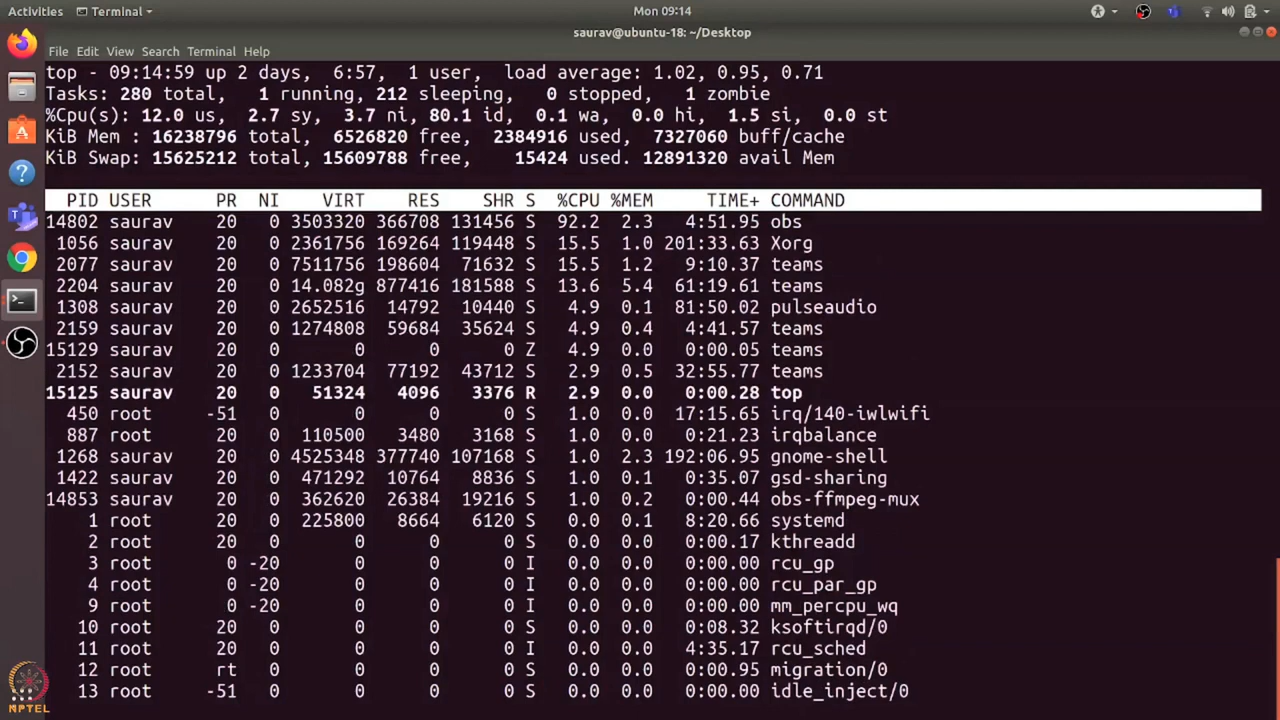 Activities Terminal Mon 09:14
saurav@ubuntu-18: ~/Desktop
File Edit View Search Terminal Help
top - 09:14:59 up 2 days,  6:57,  1 user,  load average: 1.02, 0.95, 0.71
Tasks: 280 total,   1 running, 212 sleeping,   0 stopped,   1 zombie
%Cpu(s): 12.0 us,  2.7 sy,  3.7 ni, 80.1 id,  0.1 wa,  0.0 hi,  1.5 si,  0.0 st
KiB Mem : 16238796 total,  6526820 free,  2384916 used,  7327060 buff/cache
KiB Swap: 15625212 total, 15609788 free,    15424 used. 12891320 avail Mem
PID USER PR NI VIRT RES SHR S %CPU %MEM TIME+ COMMAND
14802 saurav 20 0 3503320 366708 131456 S 92.2 2.3 4:51.95 obs
1056 saurav 20 0 2361756 169264 119448 S 15.5 1.0 201:33.63 Xorg
2077 saurav 20 0 7511756 198604 71632 S 15.5 1.2 9:10.37 teams
2204 saurav 20 0 14.082g 877416 181588 S 13.6 5.4 61:19.61 teams
1308 saurav 20 0 2652516 14792 10440 S 4.9 0.1 81:50.02 pulseaudio
2159 saurav 20 0 1274808 59684 35624 S 4.9 0.4 4:41.57 teams
15129 saurav 20 0 0 0 0 Z 4.9 0.0 0:00.05 teams
2152 saurav 20 0 1233704 77192 43712 S 2.9 0.5 32:55.77 teams
15125 saurav 20 0 51324 4096 3376 R 2.9 0.0 0:00.28 top
450 root -51 0 0 0 0 S 1.0 0.0 17:15.65 irq/140-iwlwifi
887 root 20 0 110500 3480 3168 S 1.0 0.0 0:21.23 irqbalance
1268 saurav 20 0 4525348 377740 107168 S 1.0 2.3 192:06.95 gnome-shell
1422 saurav 20 0 471292 10764 8836 S 1.0 0.1 0:35.07 gsd-sharing
14853 saurav 20 0 362620 26384 19216 S 1.0 0.2 0:00.44 obs-ffmpeg-mux
1 root 20 0 225800 8664 6120 S 0.0 0.1 8:20.66 systemd
2 root 20 0 0 0 0 S 0.0 0.0 0:00.17 kthreadd
3 root 0 -20 0 0 0 I 0.0 0.0 0:00.00 rcu_gp
4 root 0 -20 0 0 0 I 0.0 0.0 0:00.00 rcu_par_gp
9 root 0 -20 0 0 0 I 0.0 0.0 0:00.00 mm_percpu_wq
10 root 20 0 0 0 0 S 0.0 0.0 0:08.32 ksoftirqd/0
11 root 20 0 0 0 0 I 0.0 0.0 4:35.17 rcu_sched
12 root rt 0 0 0 0 S 0.0 0.0 0:00.95 migration/0
13 root -51 0 0 0 0 S 0.0 0.0 0:00.00 idle_inject/0
NPTEL